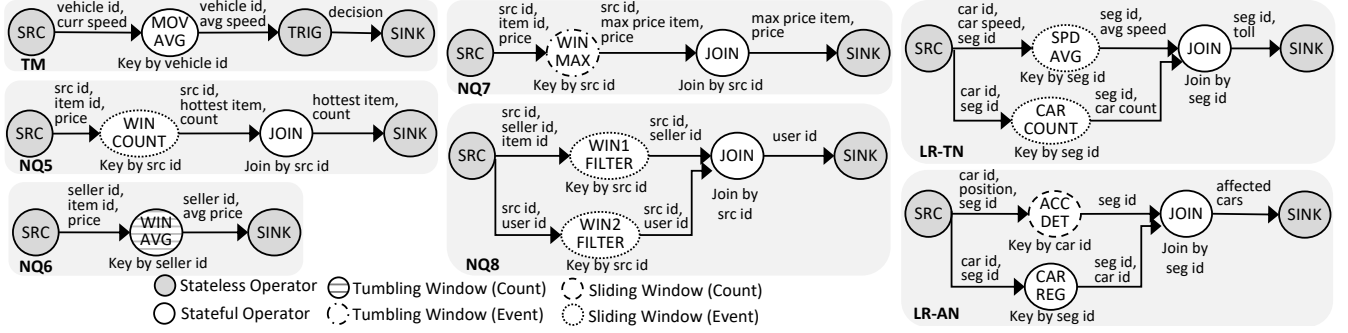 vehicle id,
curr speed
vehicle id,
avg speed
decision
SRC
MOV
AVG
TRIG
SINK
TM
Key by vehicle id
src id,
item id,
price
src id,
hottest item,
count
hottest item,
count
SRC
WIN
COUNT
JOIN
SINK
NQ5
Key by src id
Join by src id
seller id,
item id,
price
seller id,
avg price
SRC
WIN
AVG
SINK
NQ6
Key by seller id
src id,
item id,
price
src id,
max price item,
price
max price item,
price
SRC
WIN
MAX
JOIN
SINK
NQ7
Key by src id
Join by src id
src id,
seller id,
item id
src id,
seller id
user id
SRC
WIN1
FILTER
JOIN
SINK
Key by src id
Join by
src id
src id,
user id
src id,
user id
WIN2
FILTER
NQ8
Key by src id
car id,
car speed,
seg id
seg id,
avg speed
seg id,
toll
SRC
SPD
AVG
JOIN
SINK
Key by seg id
Join by
seg id
car id,
seg id
seg id,
car count
CAR
COUNT
LR-TN
Key by seg id
car id,
position,
seg id
seg id
affected
cars
SRC
ACC
DET
JOIN
SINK
Key by car id
Join by
seg id
car id,
seg id
seg id,
car id
CAR
REG
LR-AN
Key by seg id
Stateless Operator
Tumbling Window (Count)
Sliding Window (Count)
Stateful Operator
Tumbling Window (Event)
Sliding Window (Event)